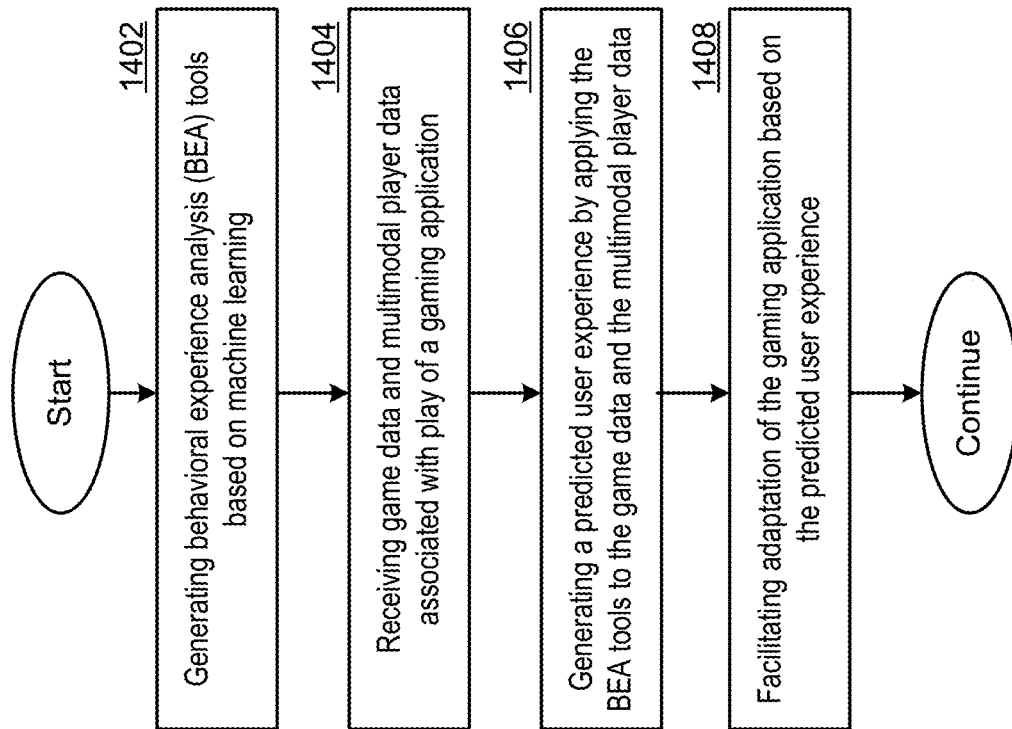 Start
1402
Generating behavioral experience analysis (BEA) tools
based on machine learning
1404
Receiving game data and multimodal player data
associated with play of a gaming application
1406
Generating a predicted user experience by applying the
BEA tools to the game data and the multimodal player data
1408
Facilitating adaptation of the gaming application based on
the predicted user experience
Continue